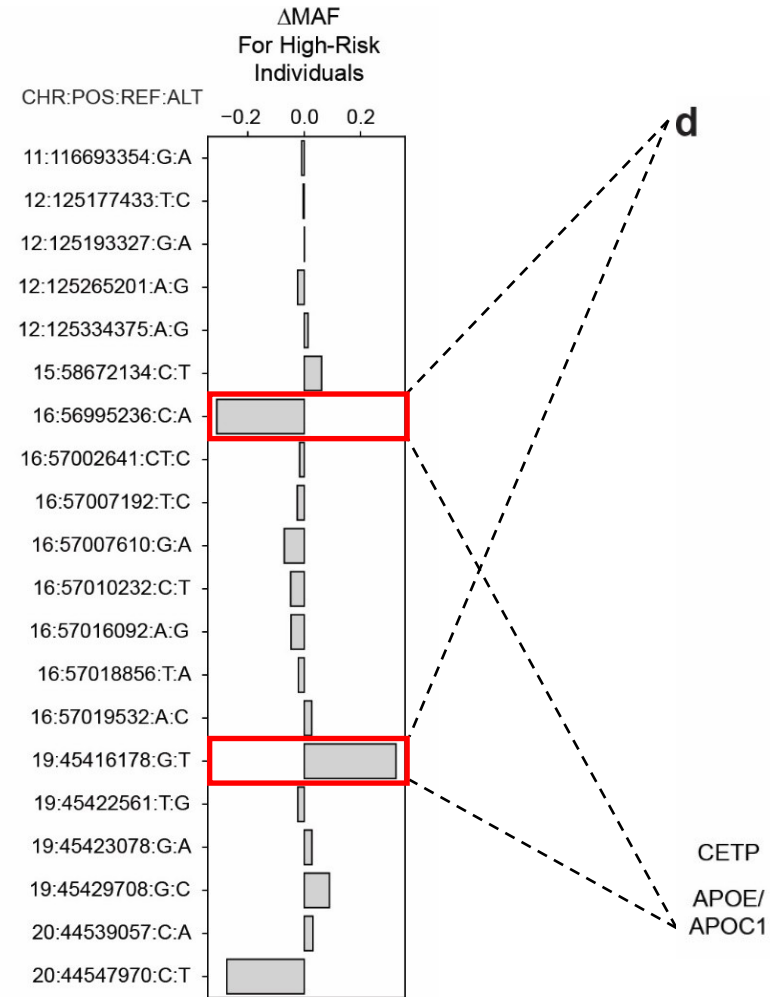 ΔMAF
For High-Risk
Individuals
CHR:POS:REF:ALT
−0.2 0.0 0.2
d
11:116693354:G:A
12:125177433:T:C
12:125193327:G:A
12:125265201:A:G
12:125334375:A:G
15:58672134:C:T
16:56995236:C:A
16:57002641:CT:C
16:57007192:T:C
16:57007610:G:A
16:57010232:C:T
16:57016092:A:G
16:57018856:T:A
16:57019532:A:C
19:45416178:G:T
19:45422561:T:G
19:45423078:G:A
19:45429708:G:C
20:44539057:C:A
20:44547970:C:T
CETP
APOE/
APOC1